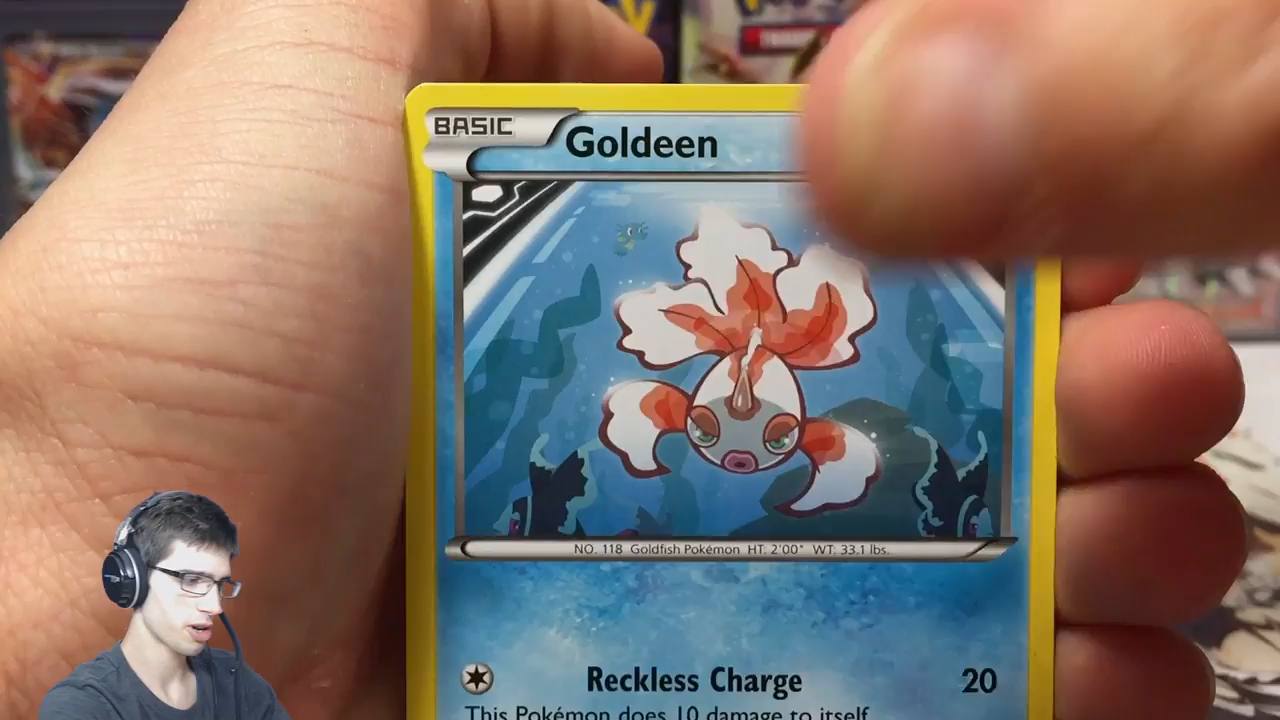 BASIC
Goldeen
NO. 118 Goldfish Pokémon HT: 2'00" WT: 33.1 lbs.
Reckless Charge 20
This Pokémon does 10 damage to itself.